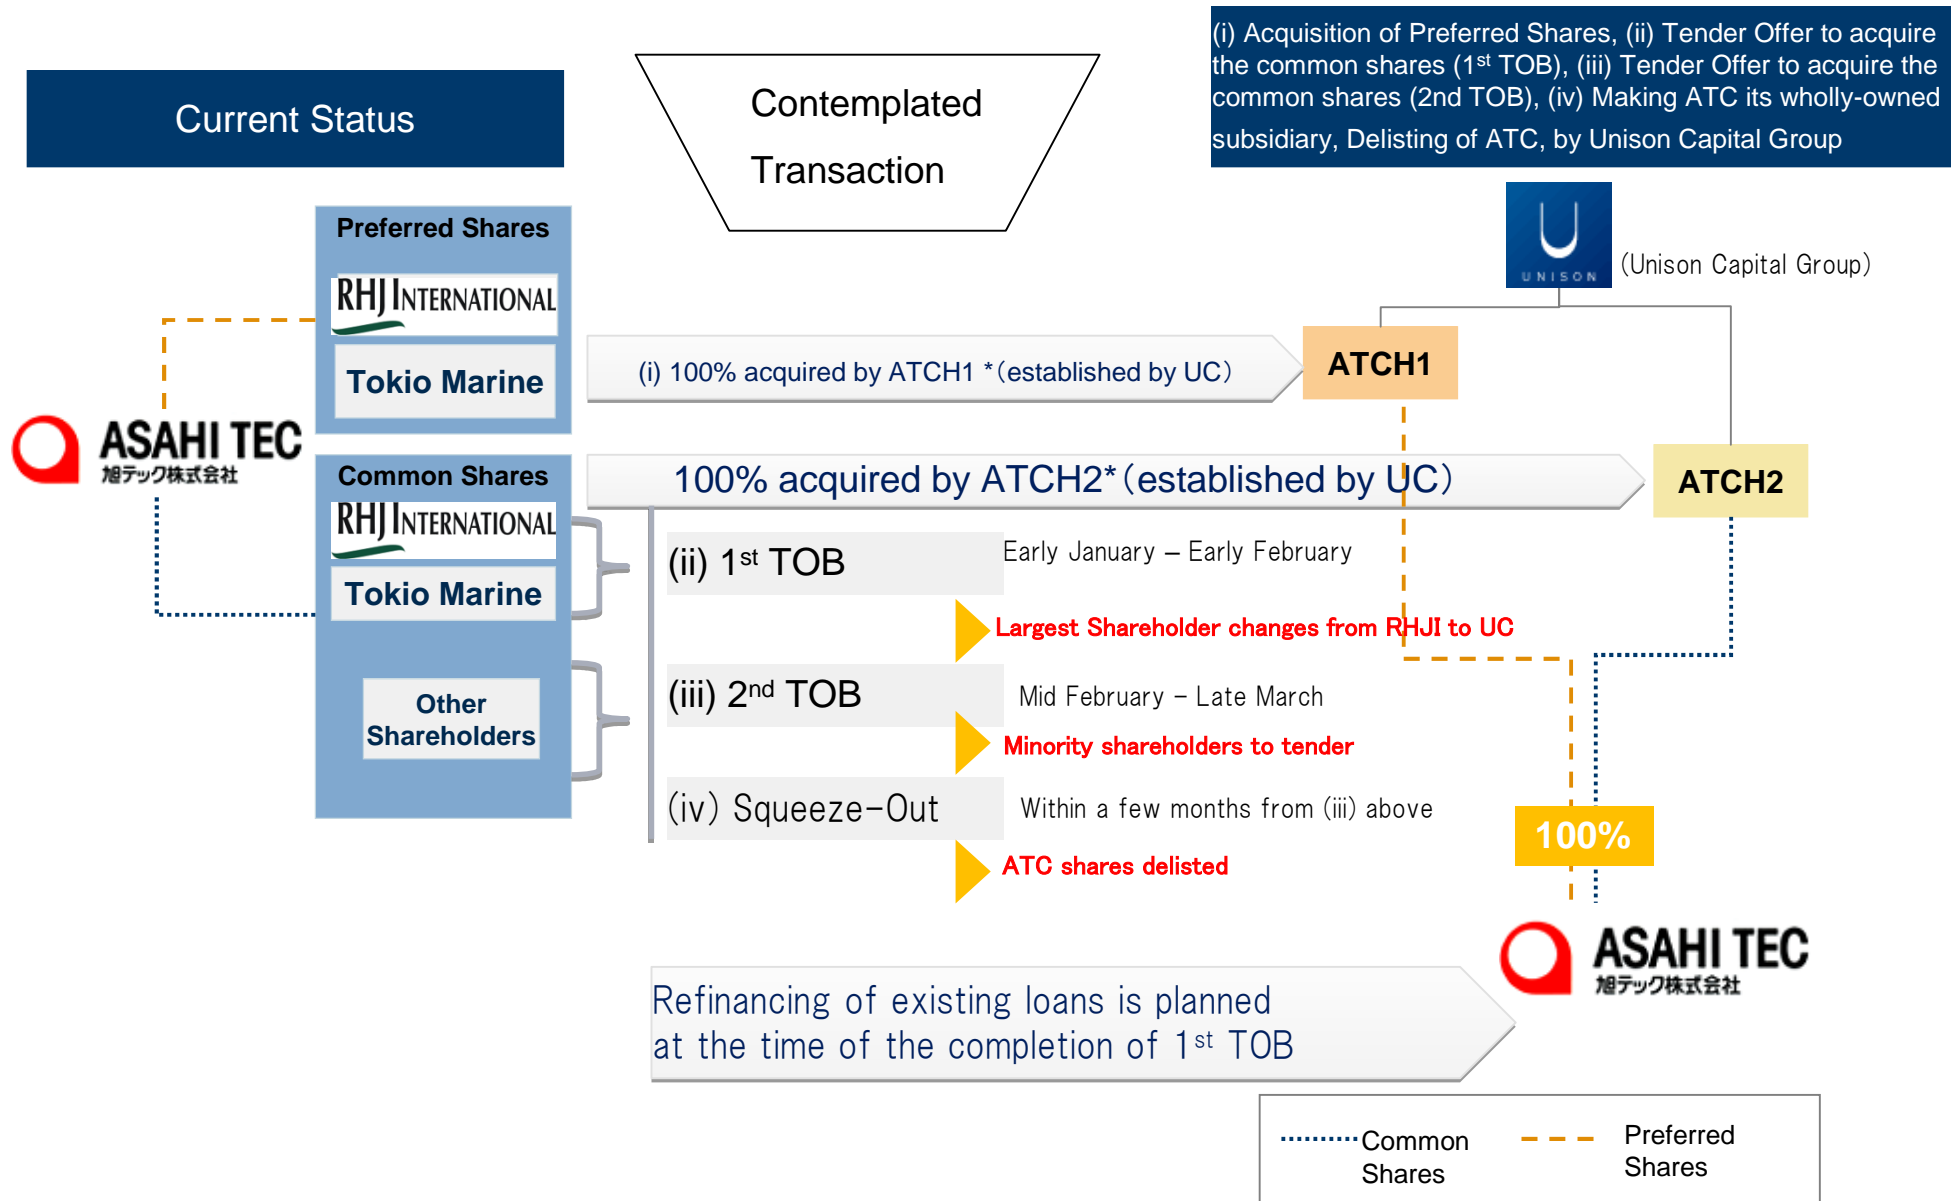 (i) Acquisition of Preferred Shares, (ii) Tender Offer to acquire
the common shares (1st TOB), (iii) Tender Offer to acquire the
common shares (2nd TOB), (iv) Making ATC its wholly-owned
subsidiary, Delisting of ATC, by Unison Capital Group
Current Status
Contemplated
Transaction
UNISON
(Unison Capital Group)
Preferred Shares
RHJ INTERNATIONAL
Tokio Marine
(i) 100% acquired by ATCH1 *(established by UC)
ATCH1
ASAHI TEC
旭テック株式会社
Common Shares
RHJ INTERNATIONAL
Tokio Marine
Other
Shareholders
100% acquired by ATCH2*(established by UC)
ATCH2
(ii) 1st TOB
Early January – Early February
Largest Shareholder changes from RHJI to UC
(iii) 2nd TOB
Mid February – Late March
Minority shareholders to tender
(iv) Squeeze-Out
Within a few months from (iii) above
ATC shares delisted
100%
ASAHI TEC
旭テック株式会社
Refinancing of existing loans is planned
at the time of the completion of 1st TOB
Common
Shares
Preferred
Shares